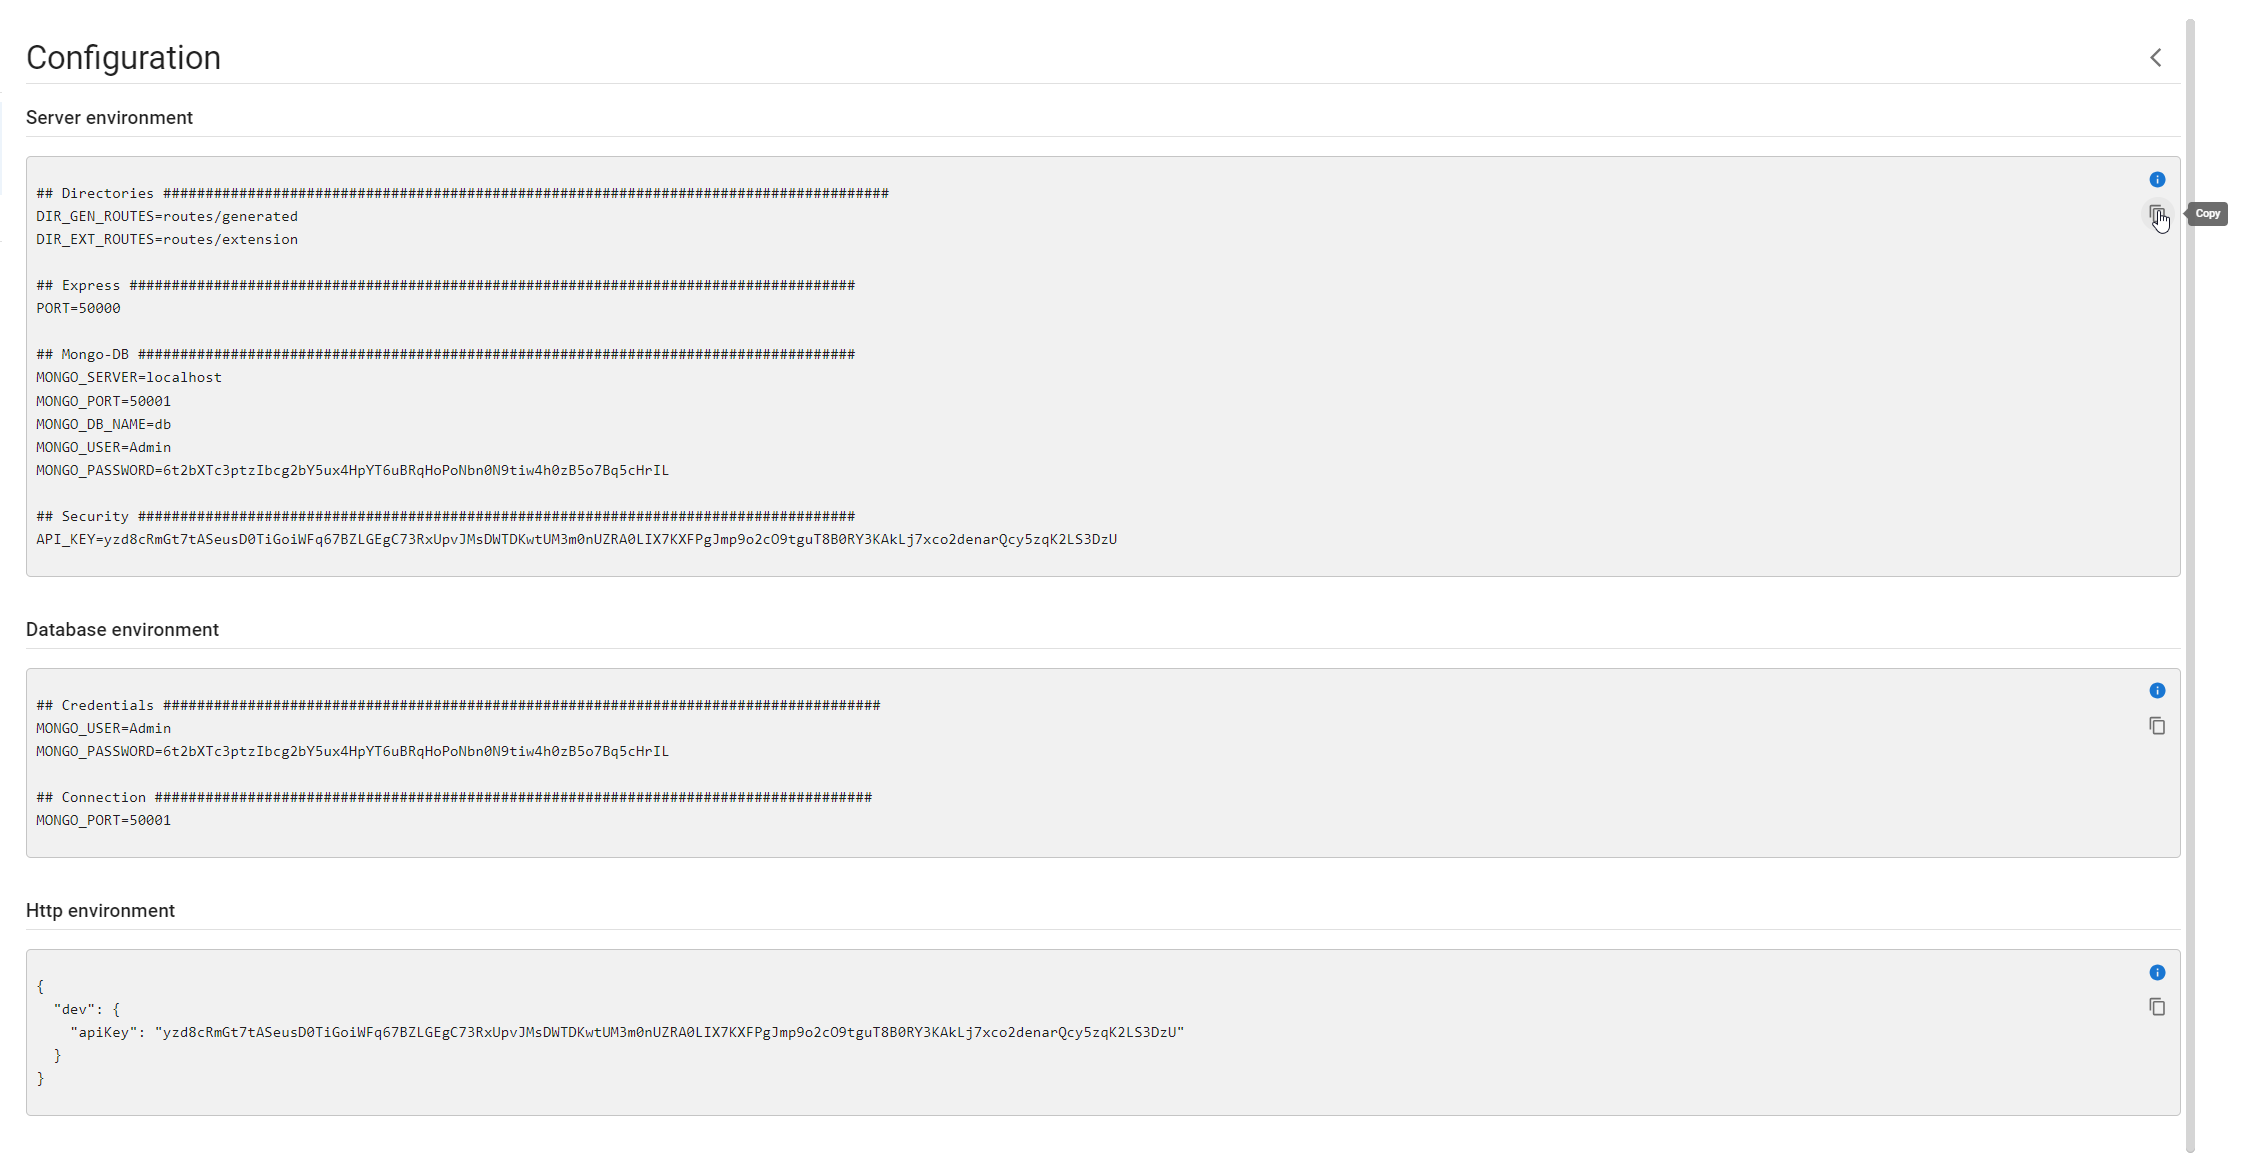 Configuration
Server environment
## Directories ######################################################################################
DIR_GEN_ROUTES=routes/generated
DIR_EXT_ROUTES=routes/extension
## Express ######################################################################################
PORT=50000
## Mongo-DB #####################################################################################
MONGO_SERVER=localhost
MONGO_PORT=50001
MONGO_DB_NAME=db
MONGO_USER=Admin
MONGO_PASSWORD=6t2bXTc3ptzIbcg2bY5ux4HpYT6uBRqHoPoNbn0N9tiw4h0zB5o7Bq5cHrIL
## Security #####################################################################################
API_KEY=yzd8cRmGt7tASeusD0TiGoiWFq67BZLGEgC73RxUpvJMsDWTDKwtUM3m0nUZRA0LIX7KXFPgJmp9o2cO9tguT8B0RY3KAkLj7xco2denarQcy5zqK2LS3DzU
Copy
Database environment
## Credentials #####################################################################################
MONGO_USER=Admin
MONGO_PASSWORD=6t2bXTc3ptzIbcg2bY5ux4HpYT6uBRqHoPoNbn0N9tiw4h0zB5o7Bq5cHrIL
## Connection #####################################################################################
MONGO_PORT=50001
Http environment
{
"dev": {
"apiKey": "yzd8cRmGt7tASeusD0TiGoiWFq67BZLGEgC73RxUpvJMsDWTDKwtUM3m0nUZRA0LIX7KXFPgJmp9o2cO9tguT8B0RY3KAkLj7xco2denarQcy5zqK2LS3DzU"
}
}